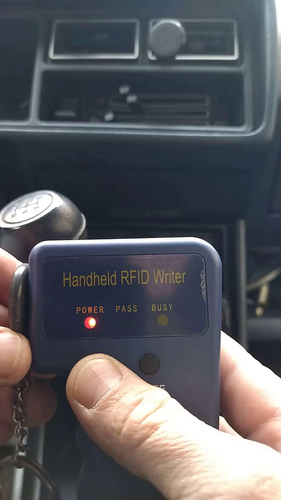 Handheld RFID Writer
POWER PASS BUSY